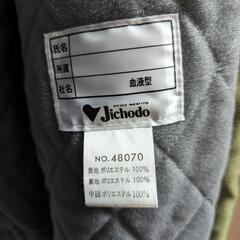 氏名
所属
社名 血液型
Jichodo
NO.48070
表地 ポリエステル 100%
裏地 ポリエステル 100%
中綿 ポリエステル 100%